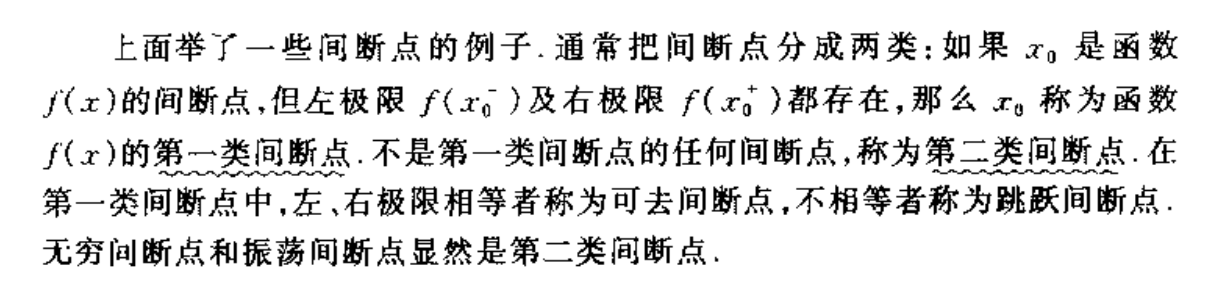 上面举了一些间断点的例子.通常把间断点分成两类:如果 x₀ 是函数
f(x)的间断点,但左极限 f(x₀⁻)及右极限 f(x₀⁺)都存在,那么 x₀ 称为函数
f(x)的第一类间断点.不是第一类间断点的任何间断点,称为第二类间断点.在
第一类间断点中,左、右极限相等者称为可去间断点,不相等者称为跳跃间断点.
无穷间断点和振荡间断点显然是第二类间断点.